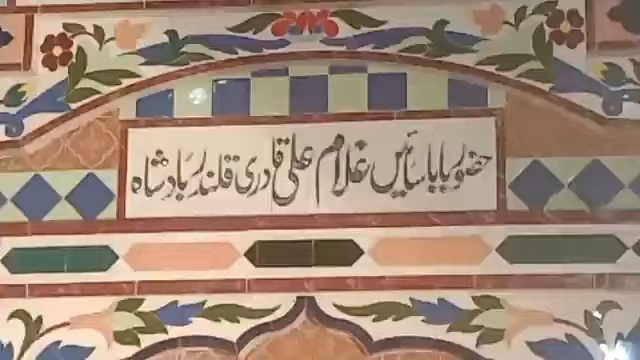 حضور بابا سائیں غلام علی قادری قلندر بادشاہ